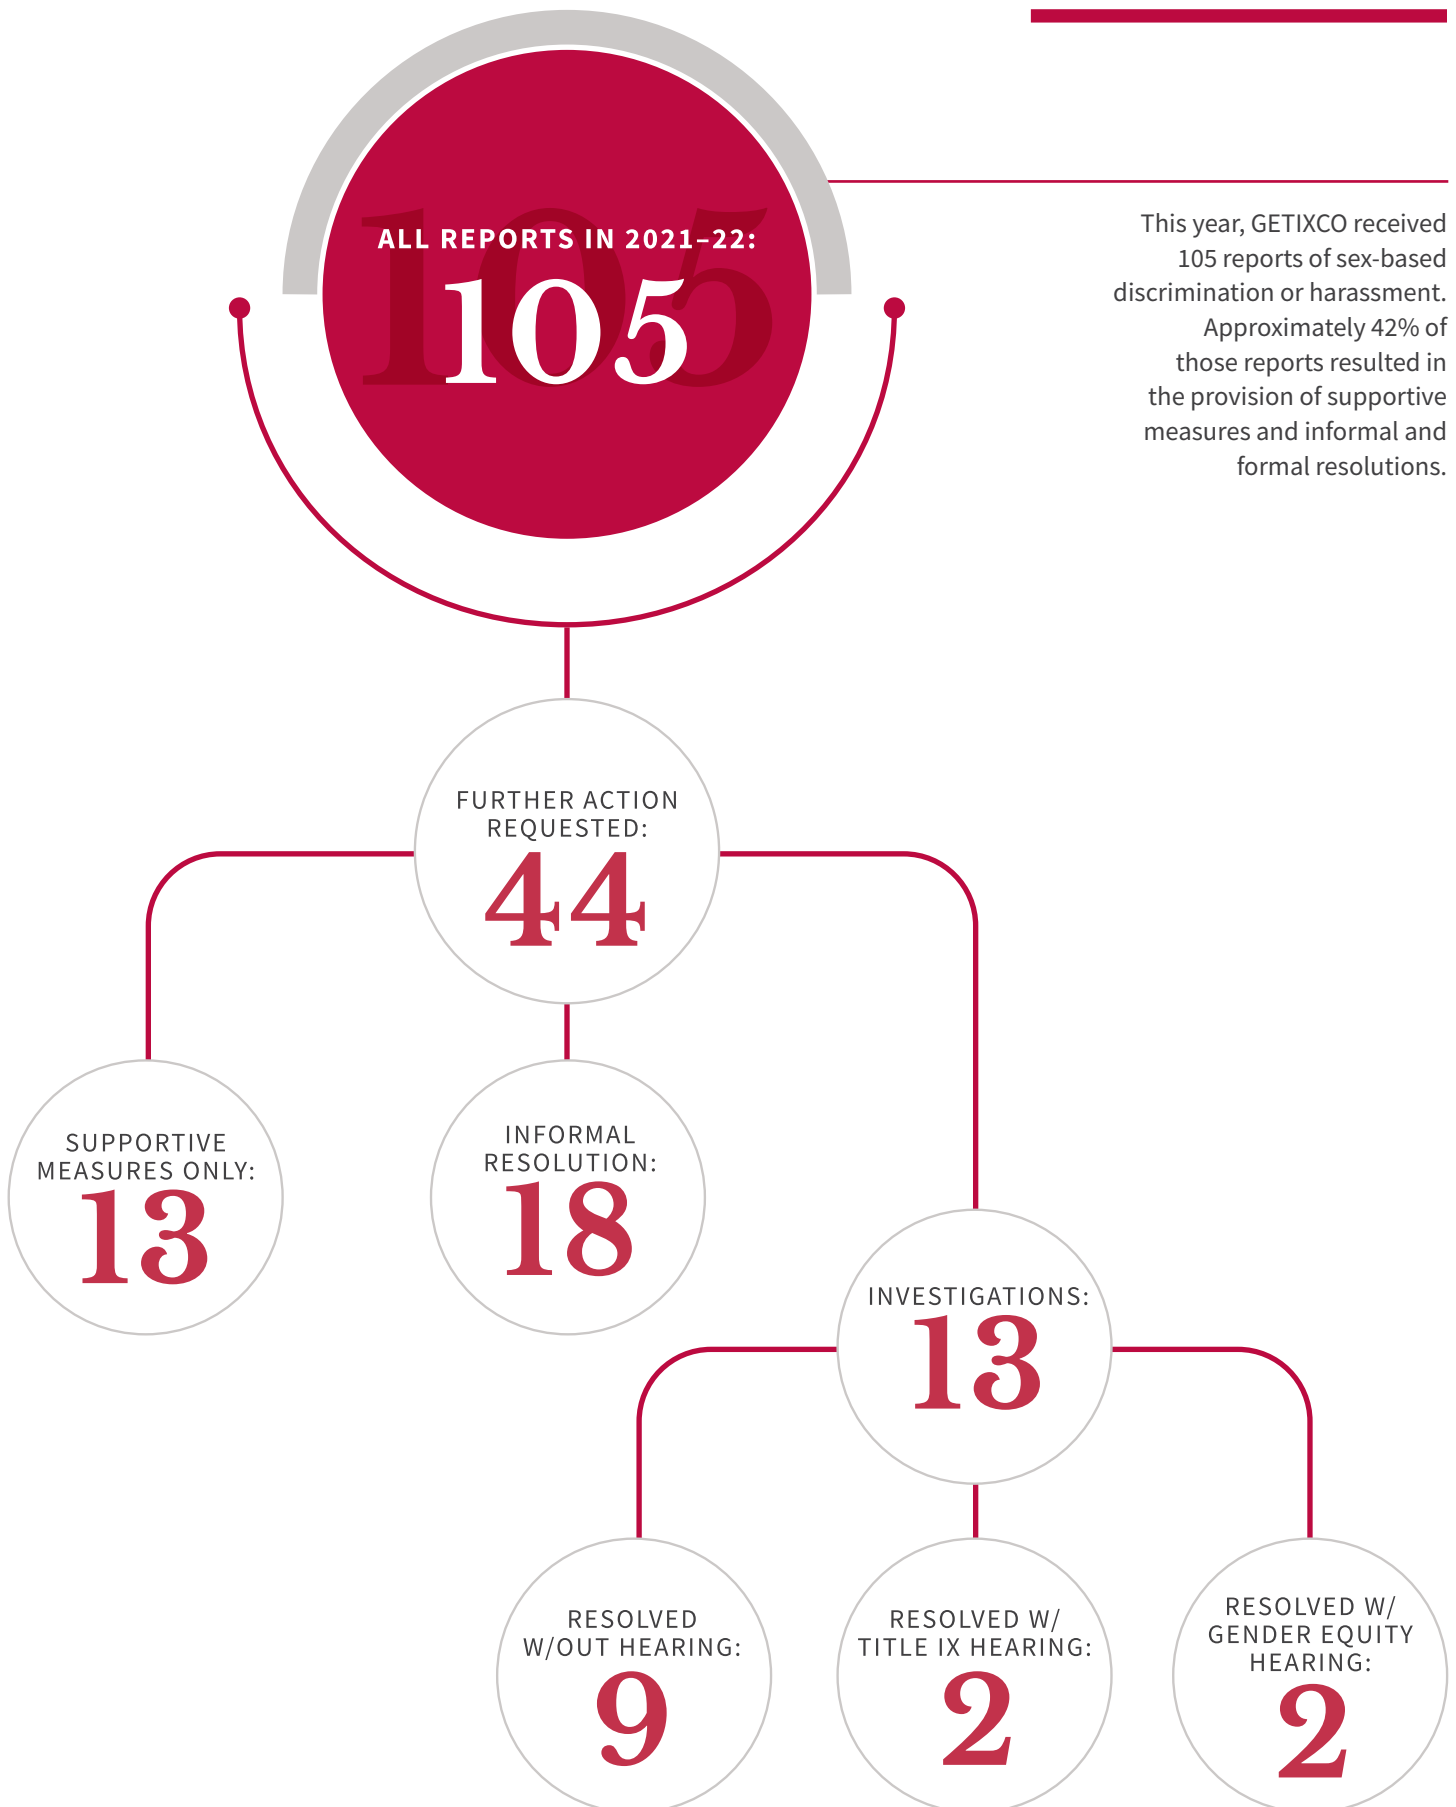 ALL REPORTS IN 2021–22:
105
This year, GETIXCO received
105 reports of sex-based
discrimination or harassment.
Approximately 42% of
those reports resulted in
the provision of supportive
measures and informal and
formal resolutions.
FURTHER ACTION
REQUESTED:
44
SUPPORTIVE
MEASURES ONLY:
13
INFORMAL
RESOLUTION:
18
INVESTIGATIONS:
13
RESOLVED
W/OUT HEARING:
9
RESOLVED W/
TITLE IX HEARING:
2
RESOLVED W/
GENDER EQUITY
HEARING:
2